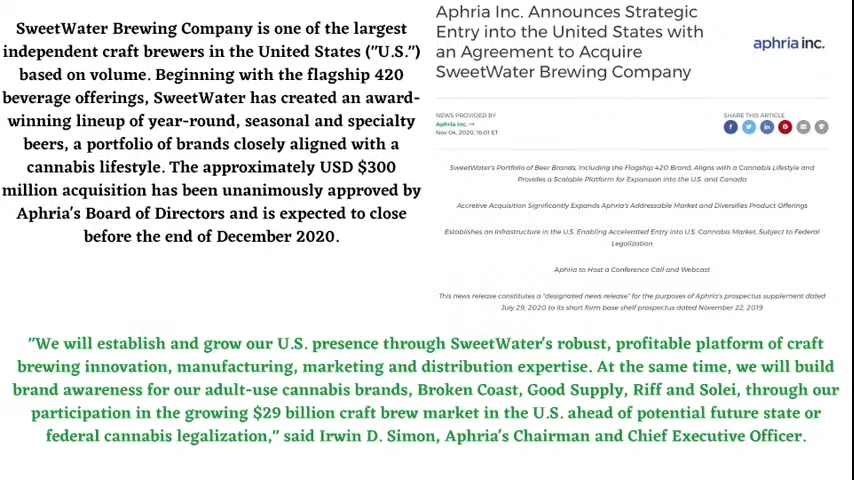 SweetWater Brewing Company is one of the largest
independent craft brewers in the United States ("U.S.")
based on volume. Beginning with the flagship 420
beverage offerings, SweetWater has created an award-
winning lineup of year-round, seasonal and specialty
beers, a portfolio of brands closely aligned with a
cannabis lifestyle. The approximately USD $300
million acquisition has been unanimously approved by
Aphria's Board of Directors and is expected to close
before the end of December 2020.
Aphria Inc. Announces Strategic
Entry into the United States with
an Agreement to Acquire
SweetWater Brewing Company
aphria inc.
NEWS PROVIDED BY
Aphria Inc. →
Nov 04, 2020, 16:01 ET
SHARE THIS ARTICLE
SweetWater's Portfolio of Beer Brands, Including the Flagship 420 Brand, Aligns with a Cannabis Lifestyle and
Provides a Scalable Platform for Expansion into the U.S. and Canada
Accretive Acquisition Significantly Expands Aphria's Addressable Market and Diversifies Product Offerings
Establishes an Infrastructure in the U.S. Enabling Accelerated Entry into U.S. Cannabis Market, Subject to Federal
Legalization
Aphria to Host a Conference Call and Webcast
This news release constitutes a "designated news release" for the purposes of Aphria's prospectus supplement dated
July 29, 2020 to its short form base shelf prospectus dated November 22, 2019
"We will establish and grow our U.S. presence through SweetWater's robust, profitable platform of craft
brewing innovation, manufacturing, marketing and distribution expertise. At the same time, we will build
brand awareness for our adult-use cannabis brands, Broken Coast, Good Supply, Riff and Solei, through our
participation in the growing $29 billion craft brew market in the U.S. ahead of potential future state or
federal cannabis legalization," said Irwin D. Simon, Aphria's Chairman and Chief Executive Officer.